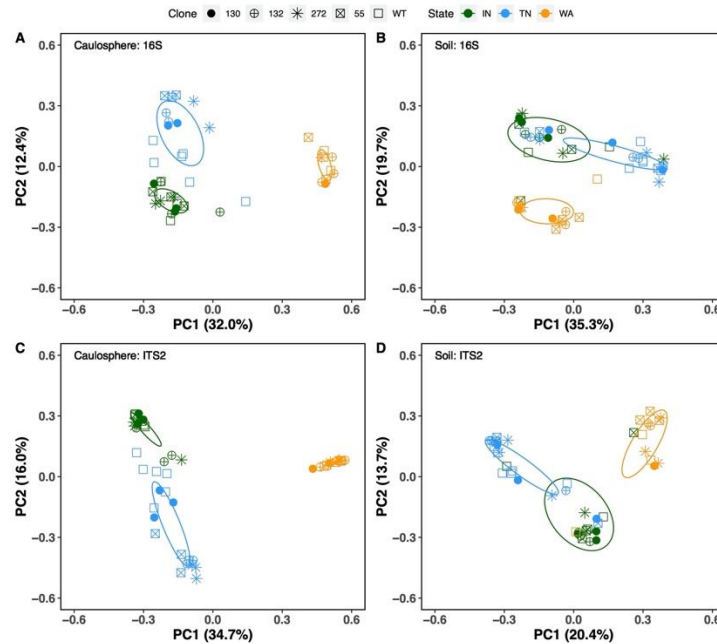 Clone 130 132 272 55 WT State IN TN WA
A B
Caulosphere: 16S Soil: 16S
PC2 (12.4%) PC2 (19.7%)
0.6
0.3 0.3
0.0 0.0
−0.3 −0.3
−0.6 −0.6
−0.6 −0.3 0.0 0.3 0.6 −0.6 −0.3 0.0 0.3 0.6
PC1 (32.0%) PC1 (35.3%)
C D
Caulosphere: ITS2 Soil: ITS2
PC2 (16.0%) PC2 (13.7%)
0.6 0.6
0.3 0.3
0.0 0.0
−0.3 −0.3
−0.6 −0.6
−0.6 −0.3 0.0 0.3 0.6 −0.6 −0.3 0.0 0.3 0.6
PC1 (34.7%) PC1 (20.4%)